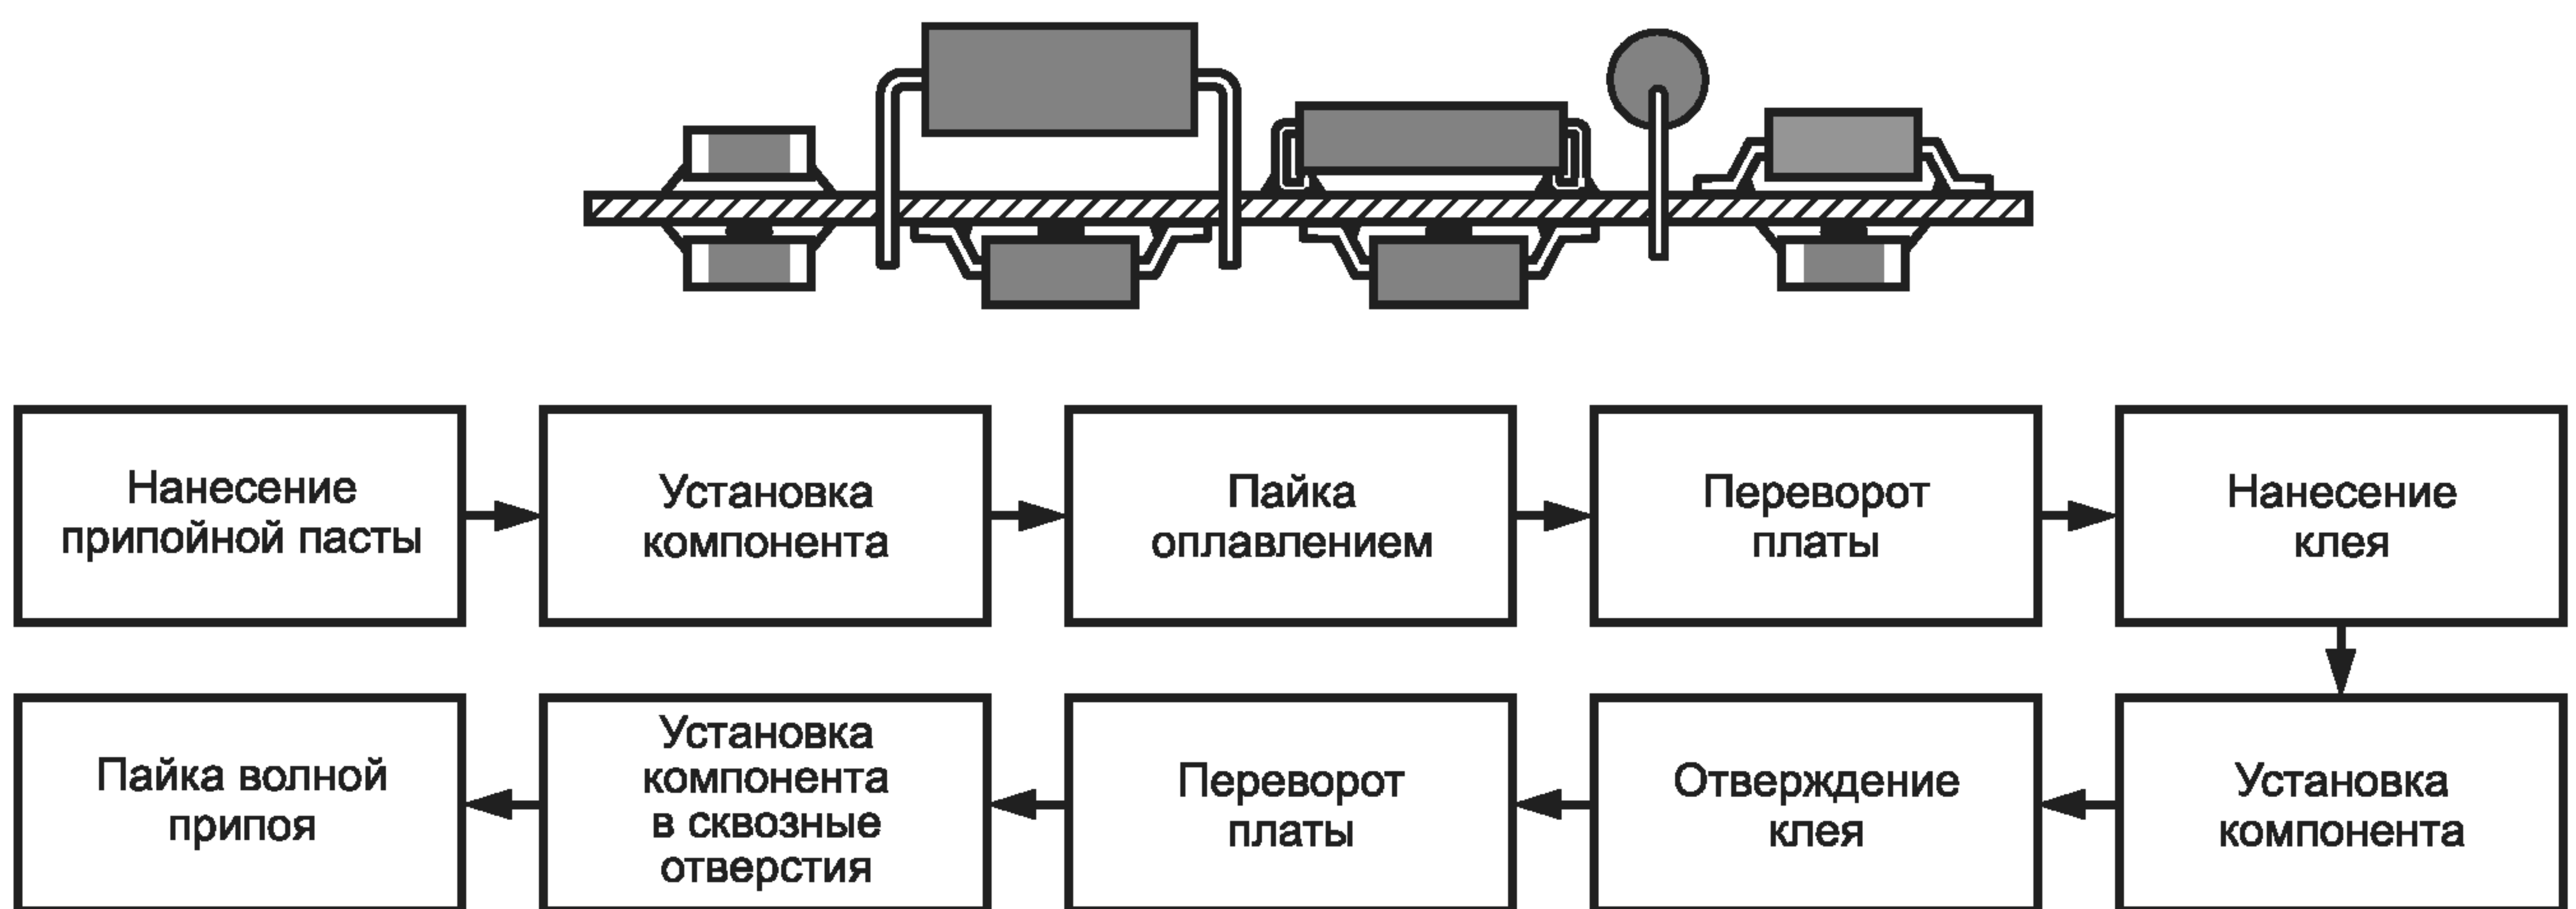 Нанесение
припойной пасты
Установка
компонента
Пайка
оплавлением
Переворот
платы
Нанесение
клея
Установка
компонента
Отверждение
клея
Переворот
платы
Установка
компонента
в сквозные
отверстия
Пайка волной
припоя